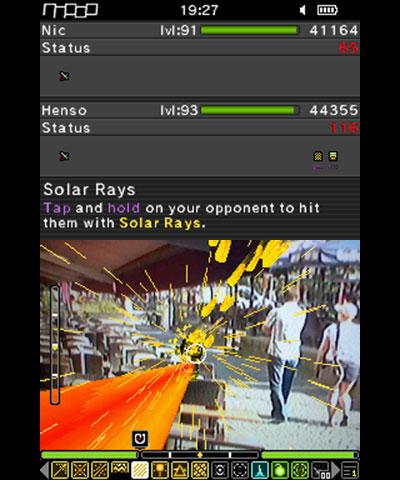 19:27
Nic lvl:91 41164
Status 65
Henso lvl:93 44355
Status 116
Solar Rays
Tap and hold on your opponent to hit
them with Solar Rays.